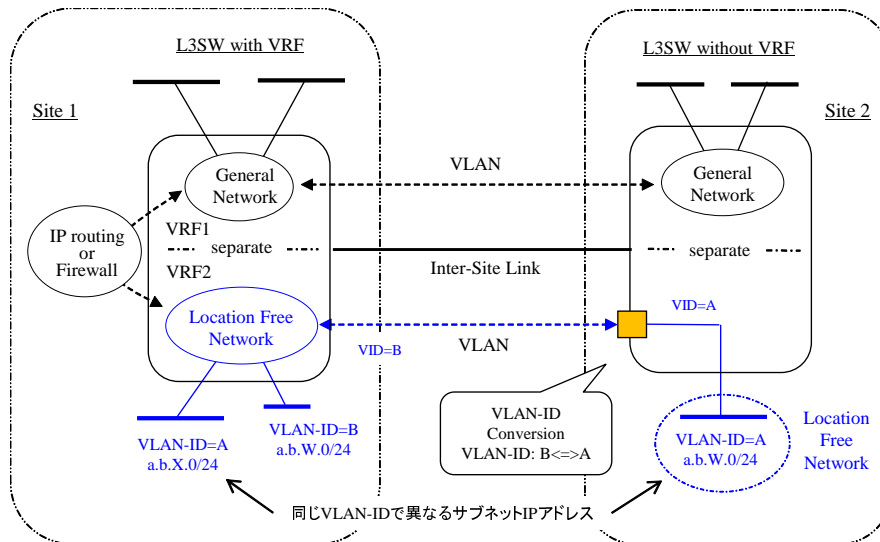 L3SW with VRF
L3SW without VRF
Site 1
Site 2
General
Network
VLAN
General
Network
IP routing
or
Firewall
VRF1
separate
VRF2
Inter-Site Link
separate
Location Free
Network
VID=B
VLAN
VID=A
VLAN-ID=A
a.b.X.0/24
VLAN-ID=B
a.b.W.0/24
VLAN-ID
Conversion
VLAN-ID: B<=>A
VLAN-ID=A
a.b.W.0/24
Location
Free
Network
同じVLAN-IDで異なるサブネットIPアドレス